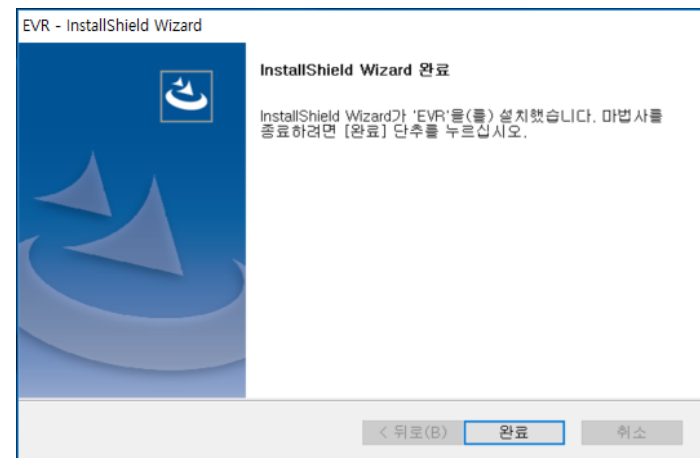 EVR - InstallShield Wizard
InstallShield Wizard 완료
InstallShield Wizard가 'EVR'을(를) 설치했습니다. 마법사를
종료하려면 [완료] 단추를 누르십시오.
< 뒤로(B)
완료
취소